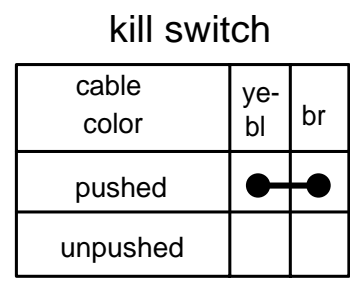 kill switch
cable
color
ye-
bl
br
pushed
unpushed